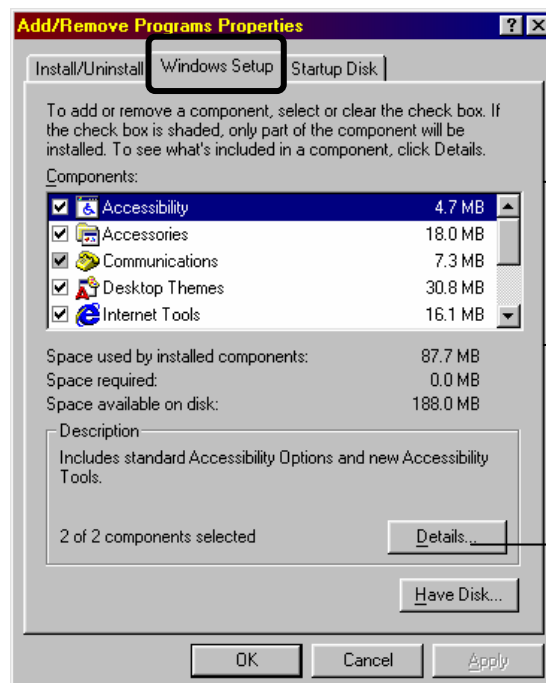 Add/Remove Programs Properties
Install/Uninstall Windows Setup Startup Disk
To add or remove a component, select or clear the check box. If
the check box is shaded, only part of the component will be
installed. To see what's included in a component, click Details.
Components:
Accessibility 4.7 MB
Accessories 18.0 MB
Communications 7.3 MB
Desktop Themes 30.8 MB
Internet Tools 16.1 MB
Space used by installed components: 87.7 MB
Space required: 0.0 MB
Space available on disk: 188.0 MB
Description
Includes standard Accessibility Options and new Accessibility
Tools.
2 of 2 components selected Details...
Have Disk...
OK Cancel Apply